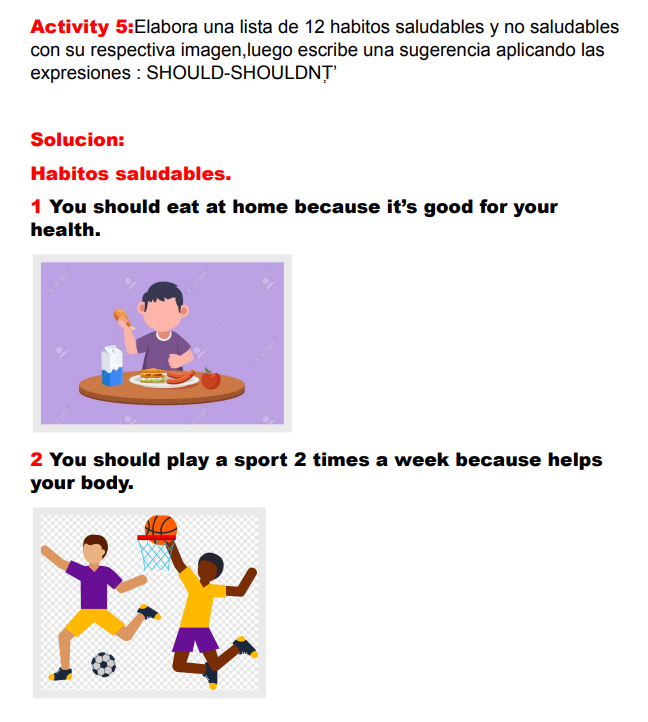 Activity 5:Elabora una lista de 12 habitos saludables y no saludables
con su respectiva imagen,luego escribe una sugerencia aplicando las
expresiones : SHOULD-SHOULDNṬ’
Solucion:
Habitos saludables.
1 You should eat at home because it’s good for your
health.
2 You should play a sport 2 times a week because helps
your body.